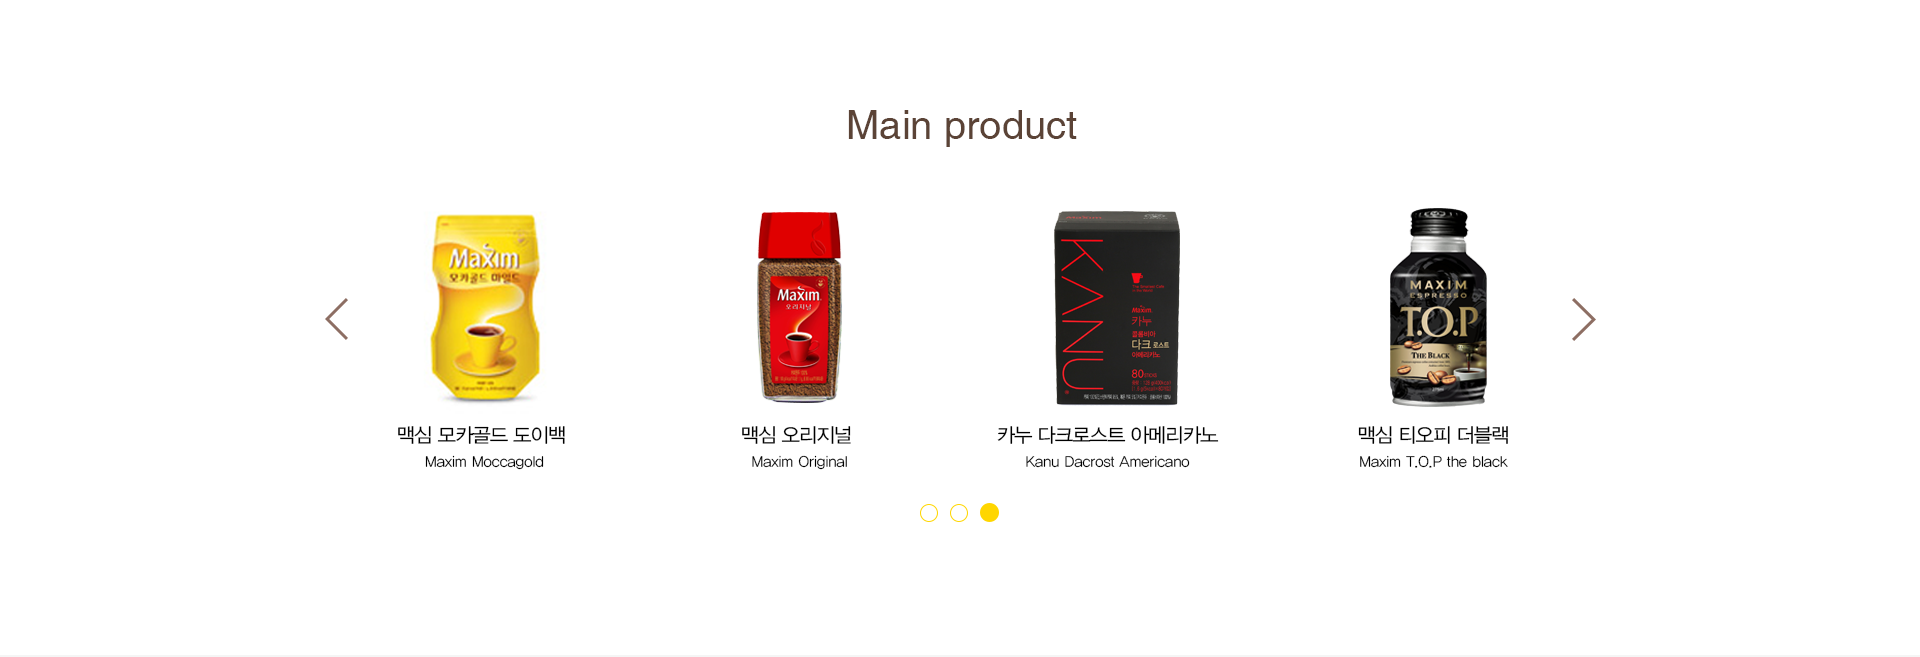 Main product
Maxim
모카골드 마일드
맥심 모카골드 도이백
Maxim Moccagold
Maxim
오리지날
맥심 오리지널
Maxim Original
KANU
Maxim
카누
콜롬비아
다크 로스트
아메리카노
80
카누 다크로스트 아메리카노
Kanu Dacrost Americano
MAXIM
ESPRESSO
T.O.P
THE BLACK
맥심 티오피 더블랙
Maxim T.O.P the black